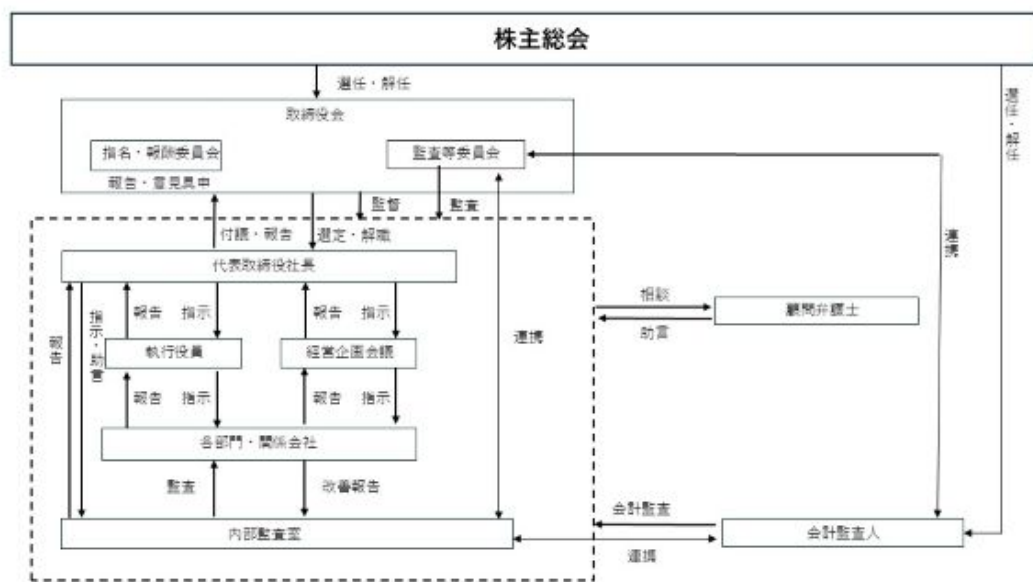 株主総会
選任・解任
取締役会
選任・解任
指名・報酬委員会
監査等委員会
報告・意見具申
監督
監査
付議・報告
選定・解職
連携
代表取締役社長
報告
指示・助言
報告
指示
報告
指示
相談
顧問弁護士
助言
連携
執行役員
経営企画会議
報告
指示
報告
指示
各部門・関係会社
監査
改善報告
会計監査
内部監査室
会計監査人
連携